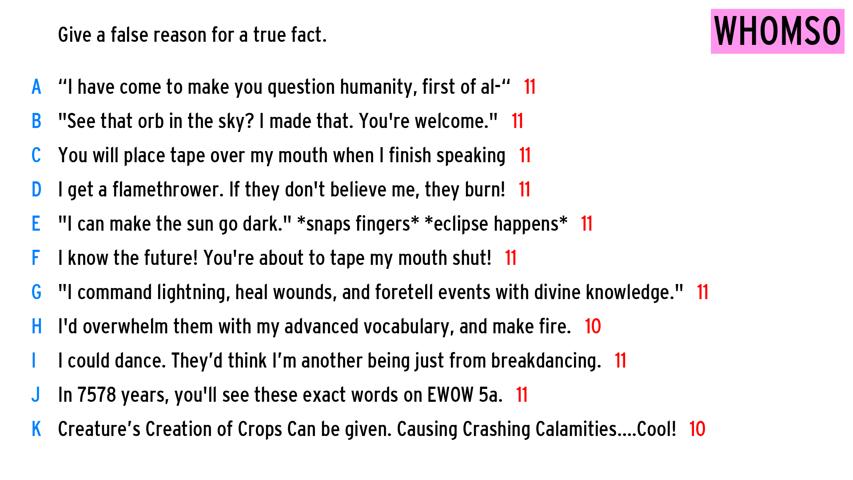 Give a false reason for a true fact.
WHOMSO
A “I have come to make you question humanity, first of al-“ 11
B "See that orb in the sky? I made that. You're welcome." 11
C You will place tape over my mouth when I finish speaking 11
D I get a flamethrower. If they don't believe me, they burn! 11
E "I can make the sun go dark." *snaps fingers* *eclipse happens* 11
F I know the future! You're about to tape my mouth shut! 11
G "I command lightning, heal wounds, and foretell events with divine knowledge." 11
H I'd overwhelm them with my advanced vocabulary, and make fire. 10
I I could dance. They’d think I’m another being just from breakdancing. 11
J In 7578 years, you'll see these exact words on EWOW 5a. 11
K Creature’s Creation of Crops Can be given. Causing Crashing Calamities....Cool! 10